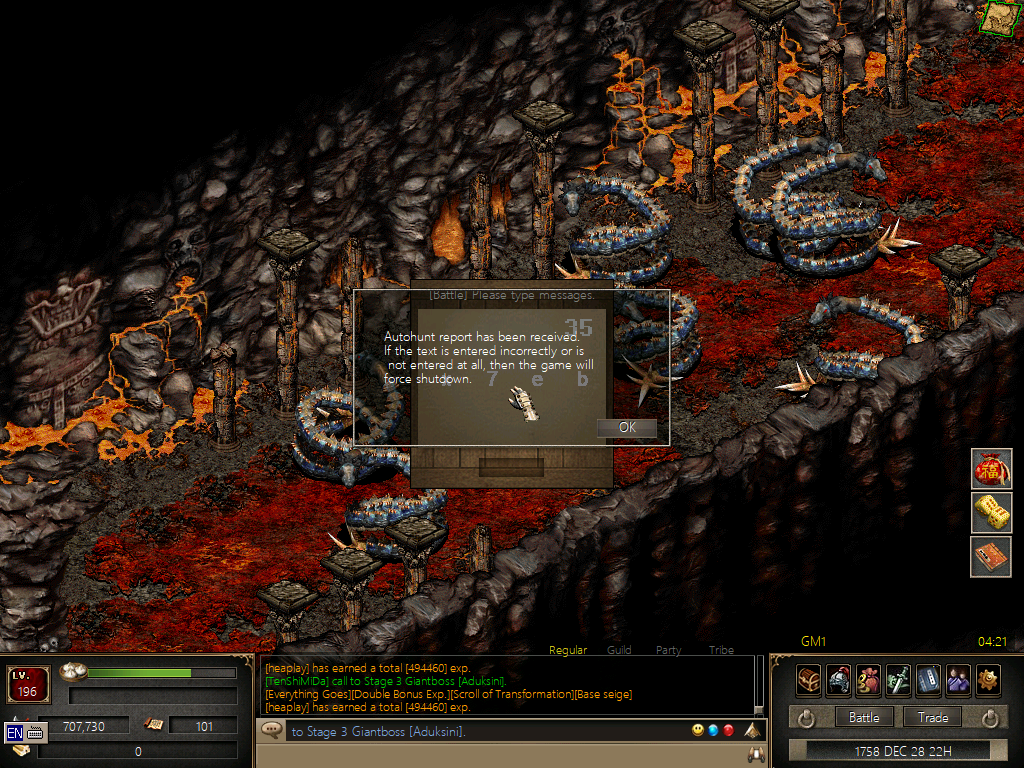 [Battle] Please type messages.
35
Autohunt report has been received.
If the text is entered incorrectly or is
not entered at all, then the game will
force shutdown.
7 e b
OK
GM1
04:21
Regular Guild Party Tribe
[heaplay] has earned a total [494460] exp.
[TenShiMiDa] call to Stage 3 Giantboss [Aduksini].
[Everything Goes][Double Bonus Exp.][Scroll of Transformation][Base seige]
[heaplay] has earned a total [494460] exp.
to Stage 3 Giantboss [Aduksini].
LV.
196
707,730
101
EN
0
Battle
Trade
1758 DEC 28 22H
福